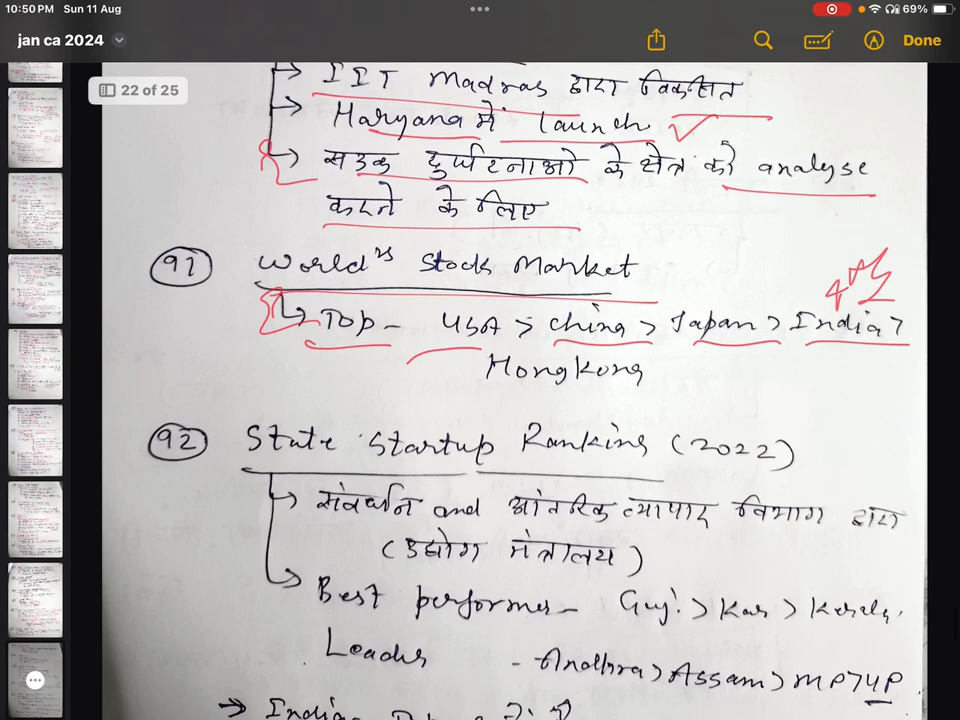 10:50 PM Sun 11 Aug
69%
jan ca 2024
Done
22 of 25
IIT Madras द्वारा विकसित
Haryana में launch
सड़क दुर्घटनाओ के क्षेत्र को analyse
करने के लिए
91 World's Stock Market
4th
Top - USA > China > Japan > India >
HongKong
92 State Startup Ranking (2022)
संवर्धन and आंतरिक व्यापार विभाग द्वारा
(उद्योग मंत्रालय)
Best performer - Guj. > Kar > Kerala.
Leader - Andhra > Assam > MP > UP